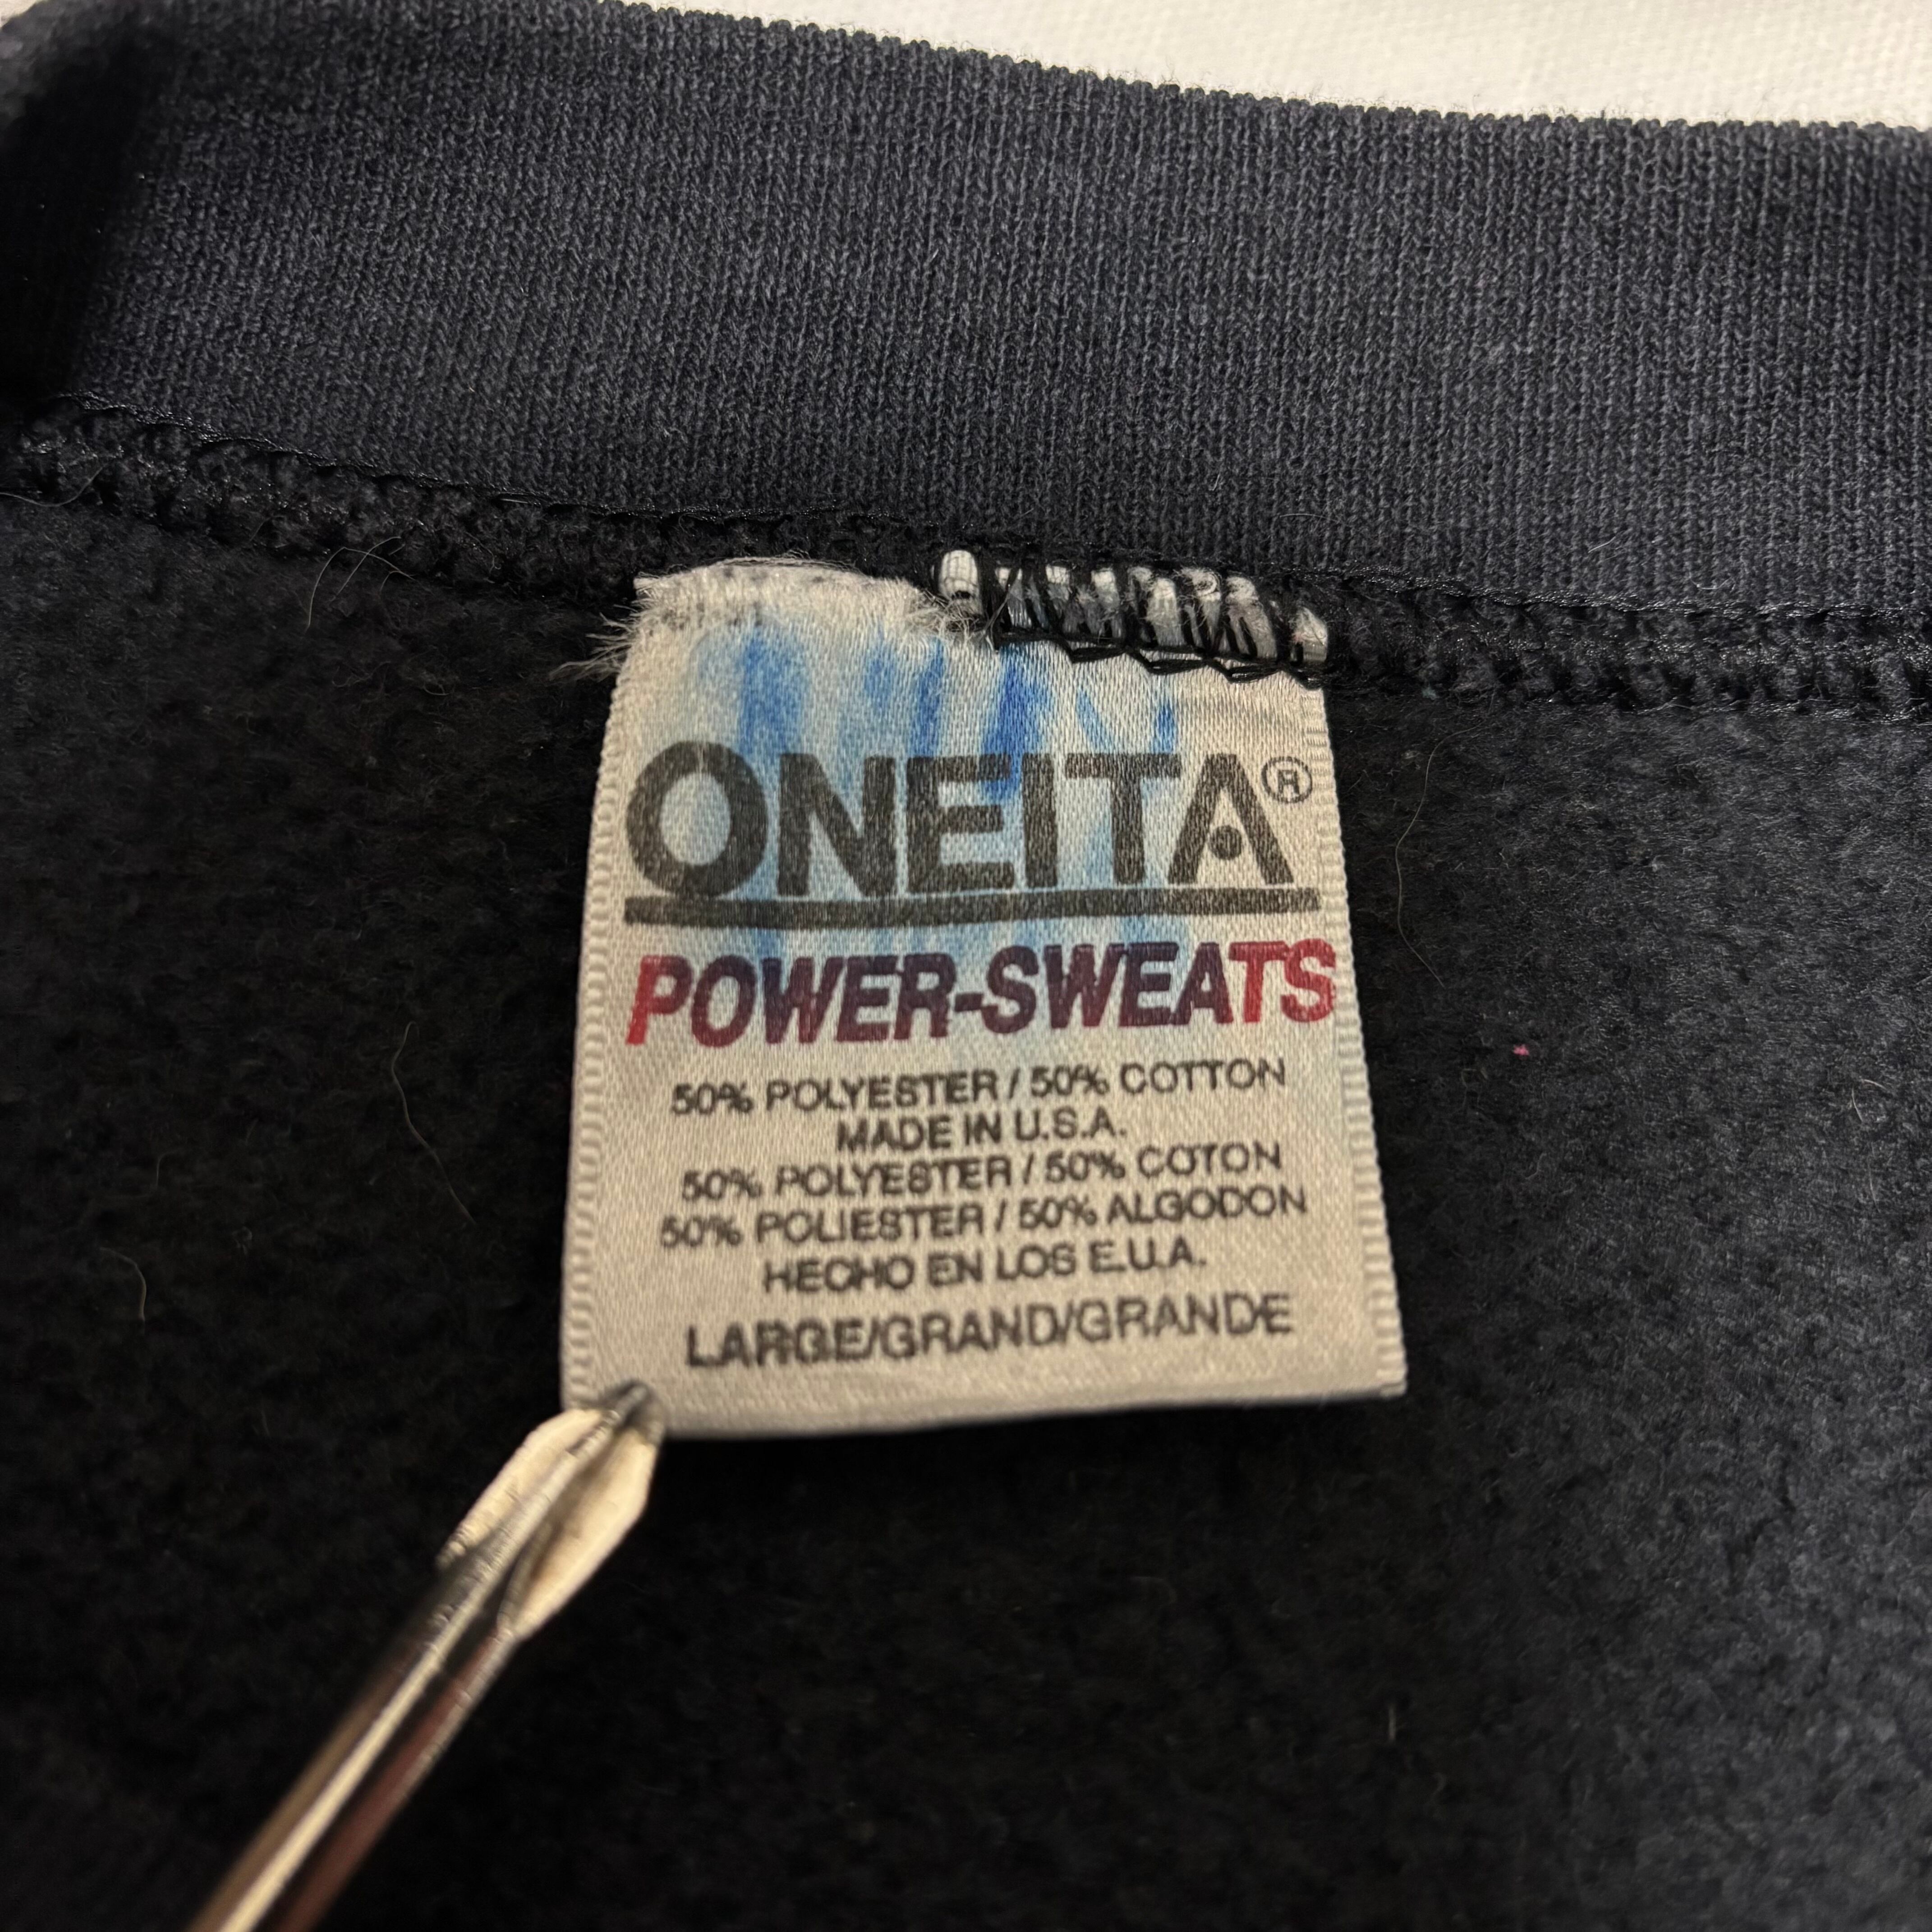 ONEITA®
POWER-SWEATS
50% POLYESTER / 50% COTTON
MADE IN U.S.A.
50% POLYESTER / 50% COTON
50% POLIESTER / 50% ALGODON
HECHO EN LOS E.U.A.
LARGE/GRAND/GRANDE